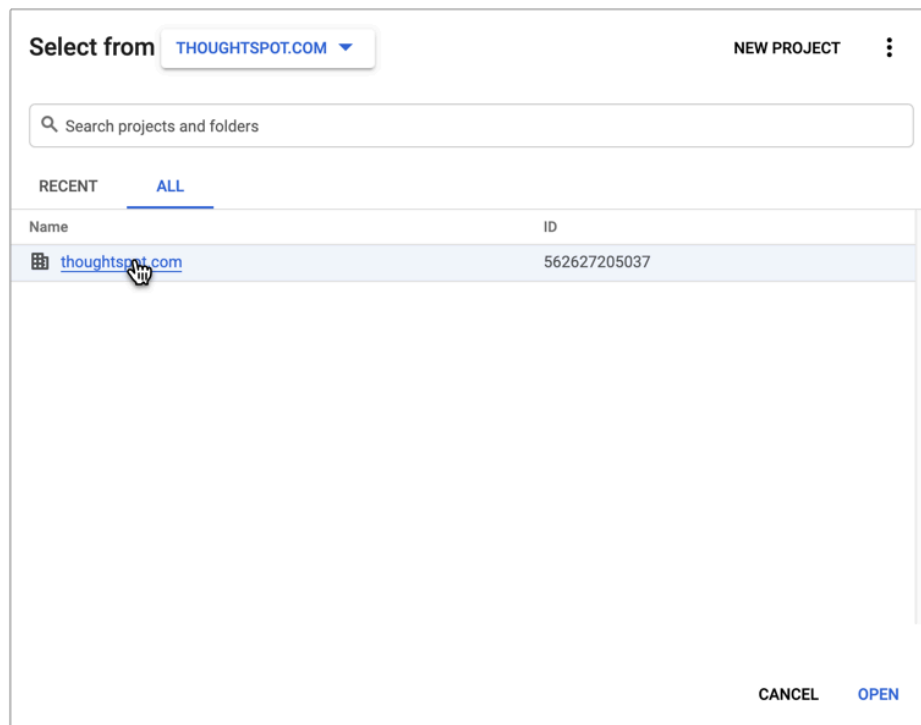 Select from THOUGHTSPOT.COM NEW PROJECT
Search projects and folders
RECENT ALL
Name ID
thoughtspot.com 562627205037
CANCEL OPEN